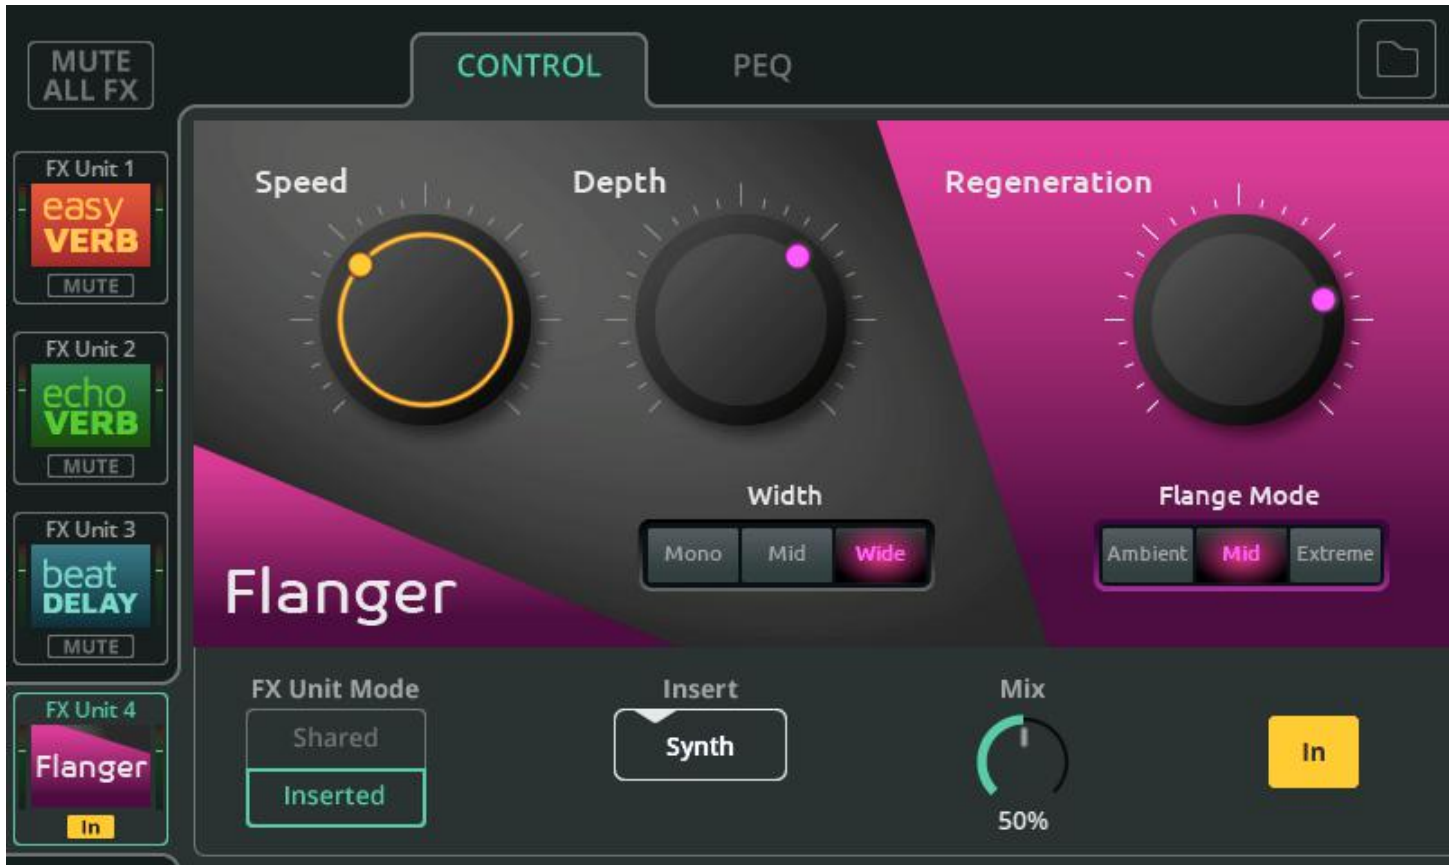 MUTE
ALL FX
CONTROL
PEQ
FX Unit 1
easy
VERB
MUTE
FX Unit 2
echo
VERB
MUTE
FX Unit 3
beat
DELAY
MUTE
FX Unit 4
Flanger
In
Speed
Depth
Regeneration
Width
Mono Mid Wide
Flange Mode
Ambient Mid Extreme
Flanger
FX Unit Mode
Shared
Inserted
Insert
Synth
Mix
50%
In